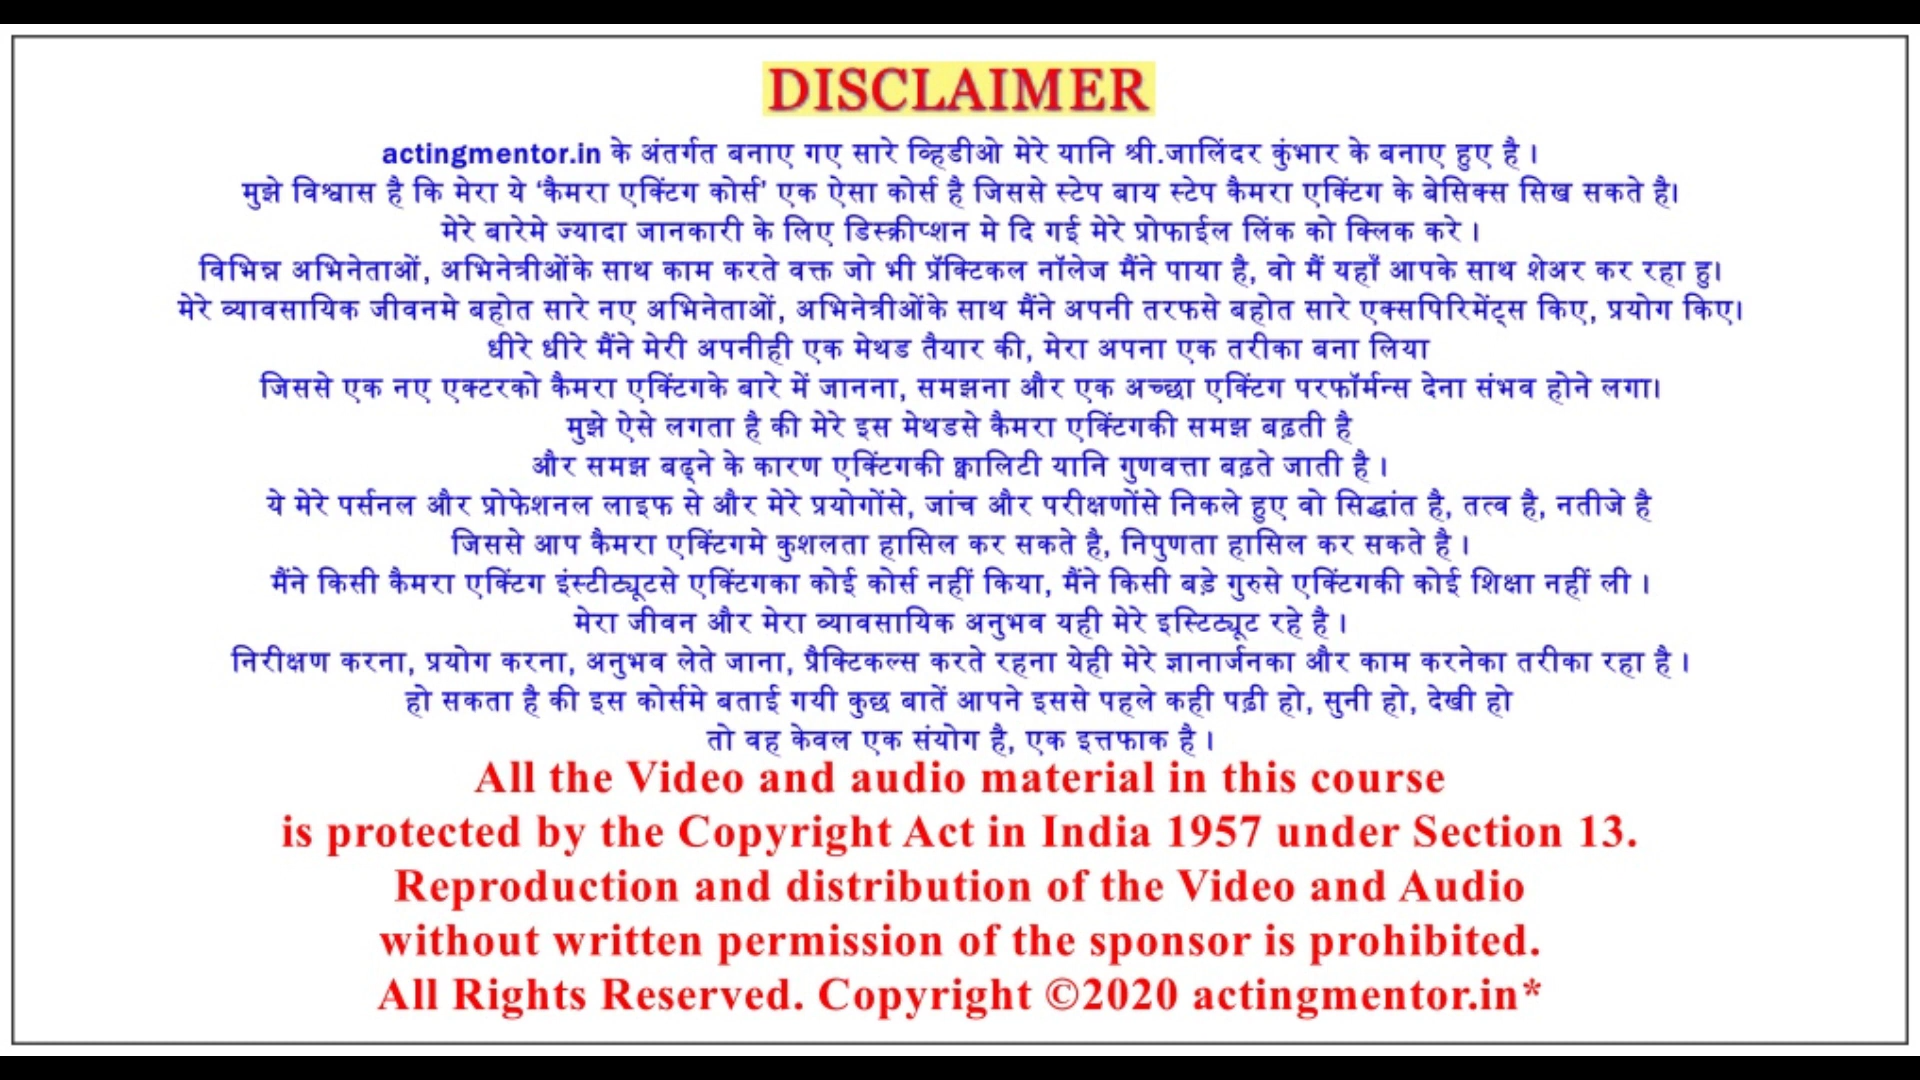 DISCLAIMER
actingmentor.in के अंतर्गत बनाए गए सारे व्हिडीओ मेरे यानि श्री.जालिंदर कुंभार के बनाए हुए है ।
मुझे विश्वास है कि मेरा ये ‘कैमरा एक्टिंग कोर्स’ एक ऐसा कोर्स है जिससे स्टेप बाय स्टेप कैमरा एक्टिंग के बेसिक्स सिख सकते है।
मेरे बारेमे ज्यादा जानकारी के लिए डिस्क्रीप्शन मे दि गई मेरे प्रोफाईल लिंक को क्लिक करे ।
विभिन्न अभिनेताओं, अभिनेत्रीओंके साथ काम करते वक्त जो भी प्रॅक्टिकल नॉलेज मैंने पाया है, वो मैं यहाँ आपके साथ शेअर कर रहा हु।
मेरे व्यावसायिक जीवनमे बहोत सारे नए अभिनेताओं, अभिनेत्रीओंके साथ मैंने अपनी तरफसे बहोत सारे एक्सपिरिमेंट्स किए, प्रयोग किए।
धीरे धीरे मैंने मेरी अपनीही एक मेथड तैयार की, मेरा अपना एक तरीका बना लिया
जिससे एक नए एक्टरको कैमरा एक्टिंगके बारे में जानना, समझना और एक अच्छा एक्टिंग परफॉर्मन्स देना संभव होने लगा।
मुझे ऐसे लगता है की मेरे इस मेथडसे कैमरा एक्टिंगकी समझ बढ़ती है
और समझ बढ्ने के कारण एक्टिंगकी क्वालिटी यानि गुणवत्ता बढ़ते जाती है ।
ये मेरे पर्सनल और प्रोफेशनल लाइफ से और मेरे प्रयोगोंसे, जांच और परीक्षणोंसे निकले हुए वो सिद्धांत है, तत्व है, नतीजे है
जिससे आप कैमरा एक्टिंगमे कुशलता हासिल कर सकते है, निपुणता हासिल कर सकते है ।
मैंने किसी कैमरा एक्टिंग इंस्टीट्यूटसे एक्टिंगका कोई कोर्स नहीं किया, मैंने किसी बड़े गुरुसे एक्टिंगकी कोई शिक्षा नहीं ली ।
मेरा जीवन और मेरा व्यावसायिक अनुभव यही मेरे इस्टिट्यूट रहे है ।
निरीक्षण करना, प्रयोग करना, अनुभव लेते जाना, प्रैक्टिकल्स करते रहना येही मेरे ज्ञानार्जनका और काम करनेका तरीका रहा है ।
हो सकता है की इस कोर्समे बताई गयी कुछ बातें आपने इससे पहले कही पढ़ी हो, सुनी हो, देखी हो
तो वह केवल एक संयोग है, एक इत्तफाक है ।
All the Video and audio material in this course
is protected by the Copyright Act in India 1957 under Section 13.
Reproduction and distribution of the Video and Audio
without written permission of the sponsor is prohibited.
All Rights Reserved. Copyright ©2020 actingmentor.in*